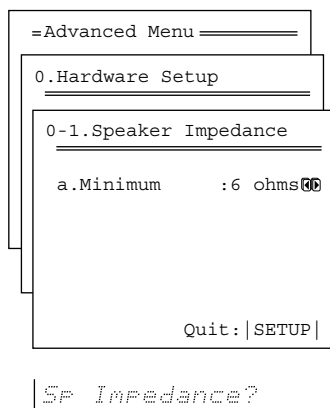 =Advanced Menu
0.Hardware Setup
0-1.Speaker Impedance
a.Minimum :6 ohms
Quit:|SETUP|
Sp Impedance?